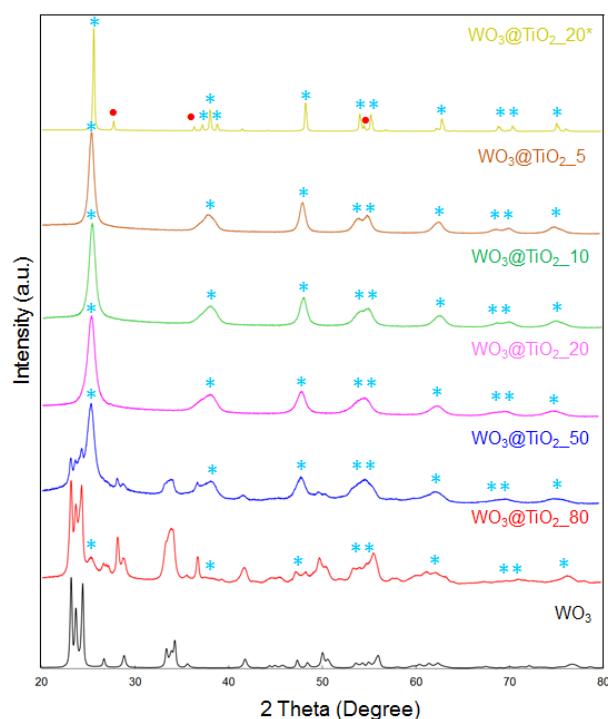 WO₃@TiO₂_20*
WO₃@TiO₂_5
WO₃@TiO₂_10
WO₃@TiO₂_20
WO₃@TiO₂_50
WO₃@TiO₂_80
WO₃
Intensity (a.u.)
20 30 40 50 60 70 80
2 Theta (Degree)